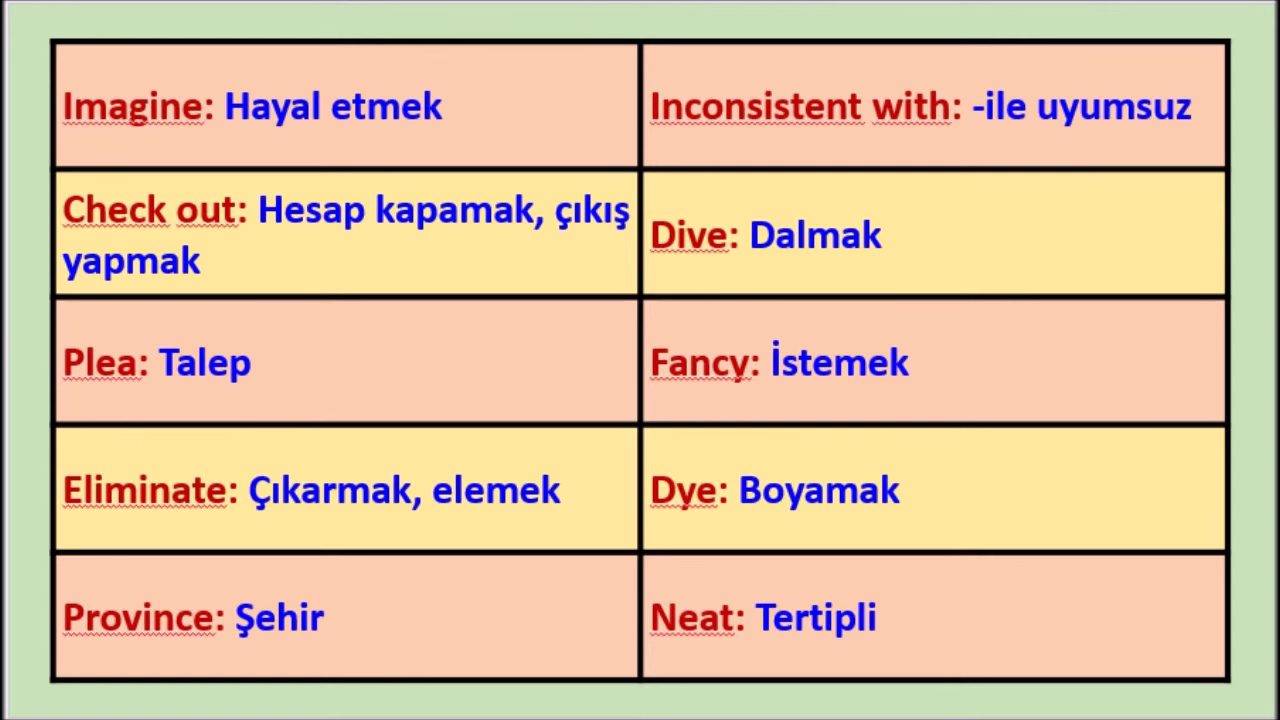 Imagine: Hayal etmek
Inconsistent with: -ile uyumsuz
Check out: Hesap kapamak, çıkış
yapmak
Dive: Dalmak
Plea: Talep
Fancy: İstemek
Eliminate: Çıkarmak, elemek
Dye: Boyamak
Province: Şehir
Neat: Tertipli